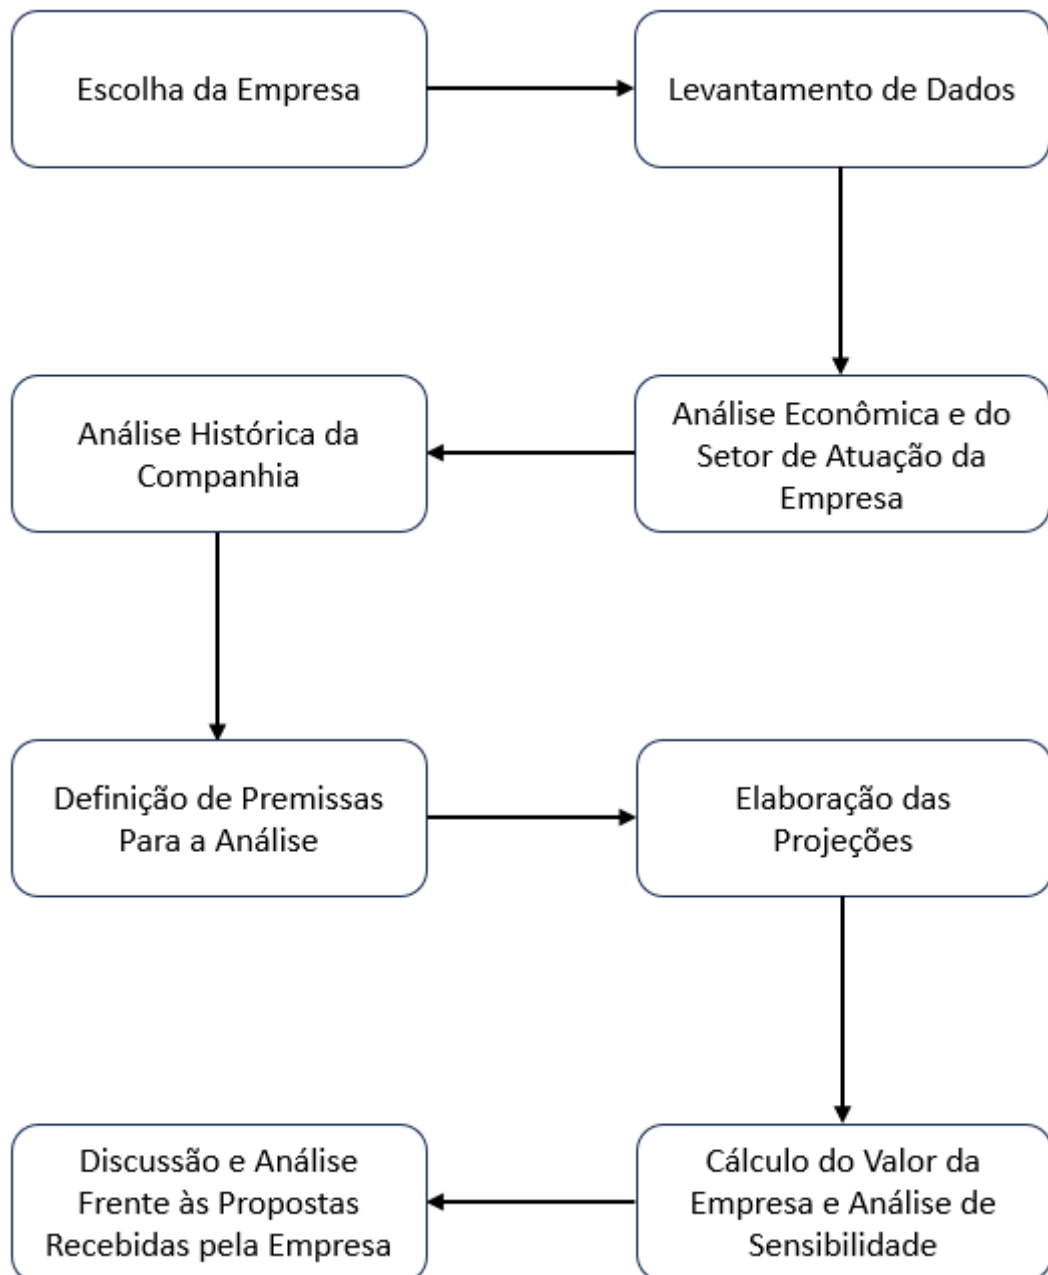 Escolha da Empresa
Levantamento de Dados
Análise Econômica e do
Setor de Atuação da
Empresa
Análise Histórica da
Companhia
Definição de Premissas
Para a Análise
Elaboração das
Projeções
Cálculo do Valor da
Empresa e Análise de
Sensibilidade
Discussão e Análise
Frente às Propostas
Recebidas pela Empresa